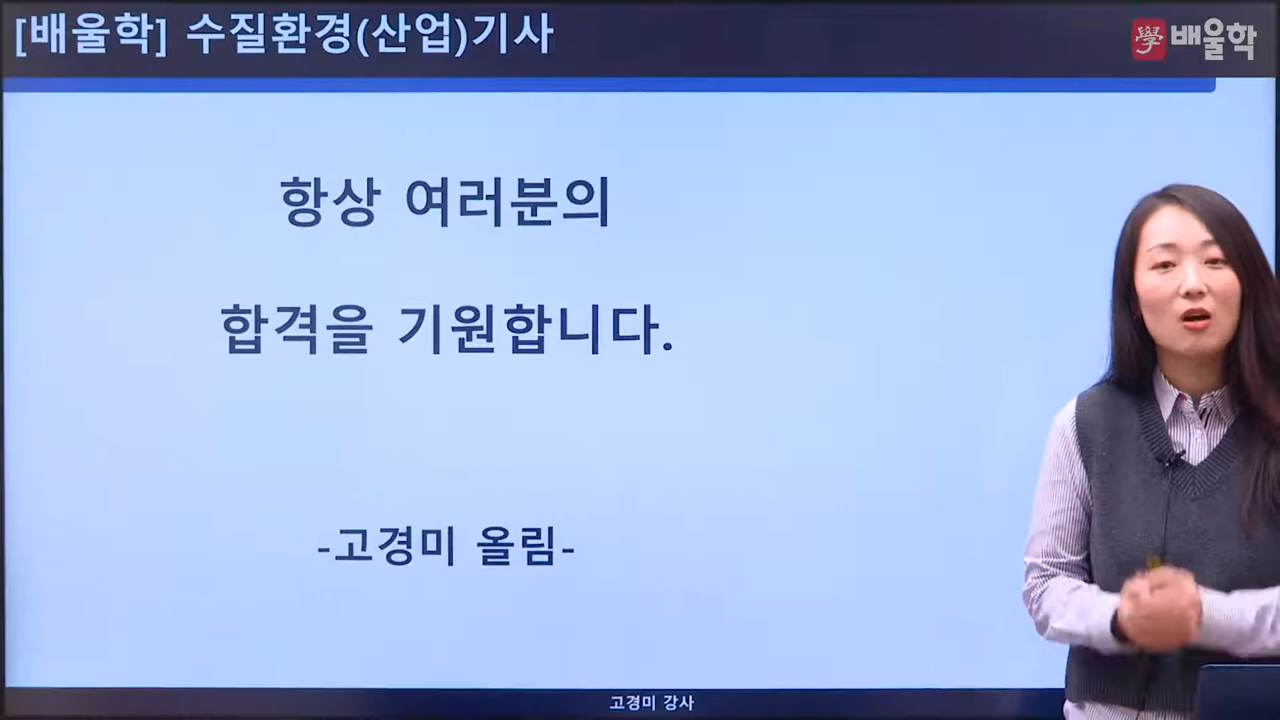 [배울학] 수질환경(산업)기사
學 배울학
항상 여러분의
합격을 기원합니다.
-고경미 올림-
고경미 강사